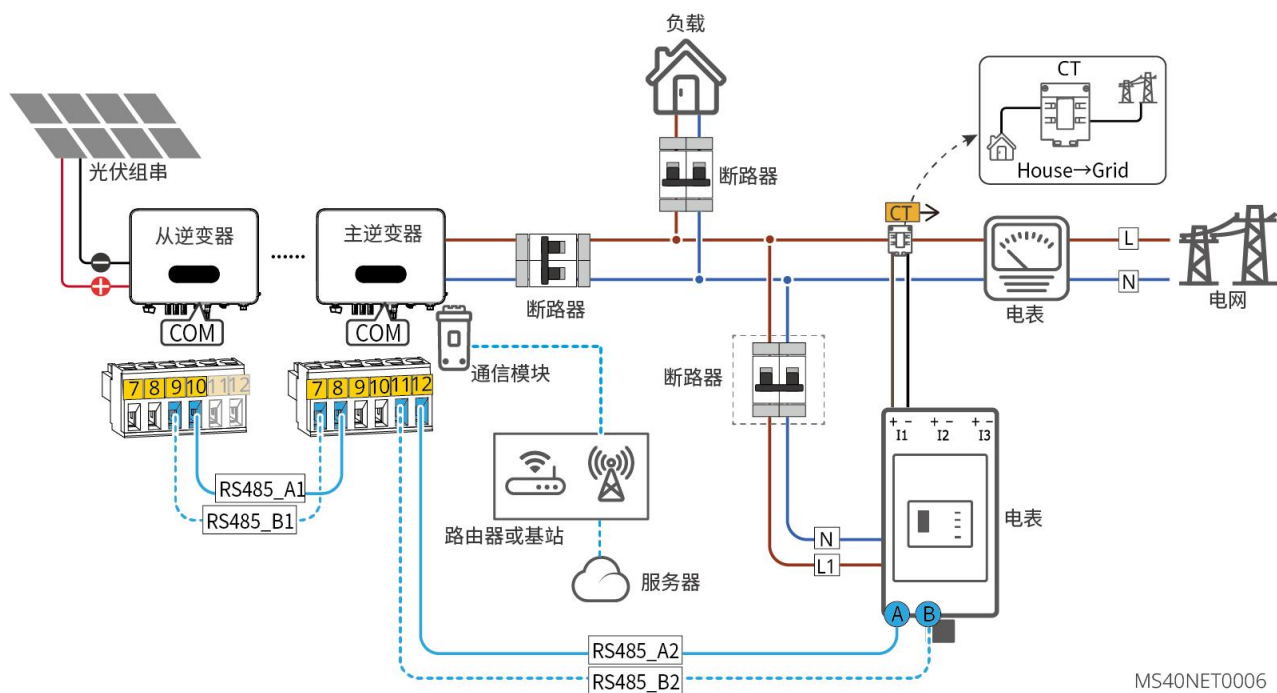 负载
CT
House→Grid
光伏组串
断路器
CT
从逆变器
主逆变器
L
N
断路器
电表
电网
COM
COM
通信模块
断路器
7 8 9 10 11 12
7 8 9 10 11 12
+ - + - + -
I1 I2 I3
RS485_A1
RS485_B1
路由器或基站
电表
N
L1
服务器
A B
RS485_A2
RS485_B2
MS40NET0006